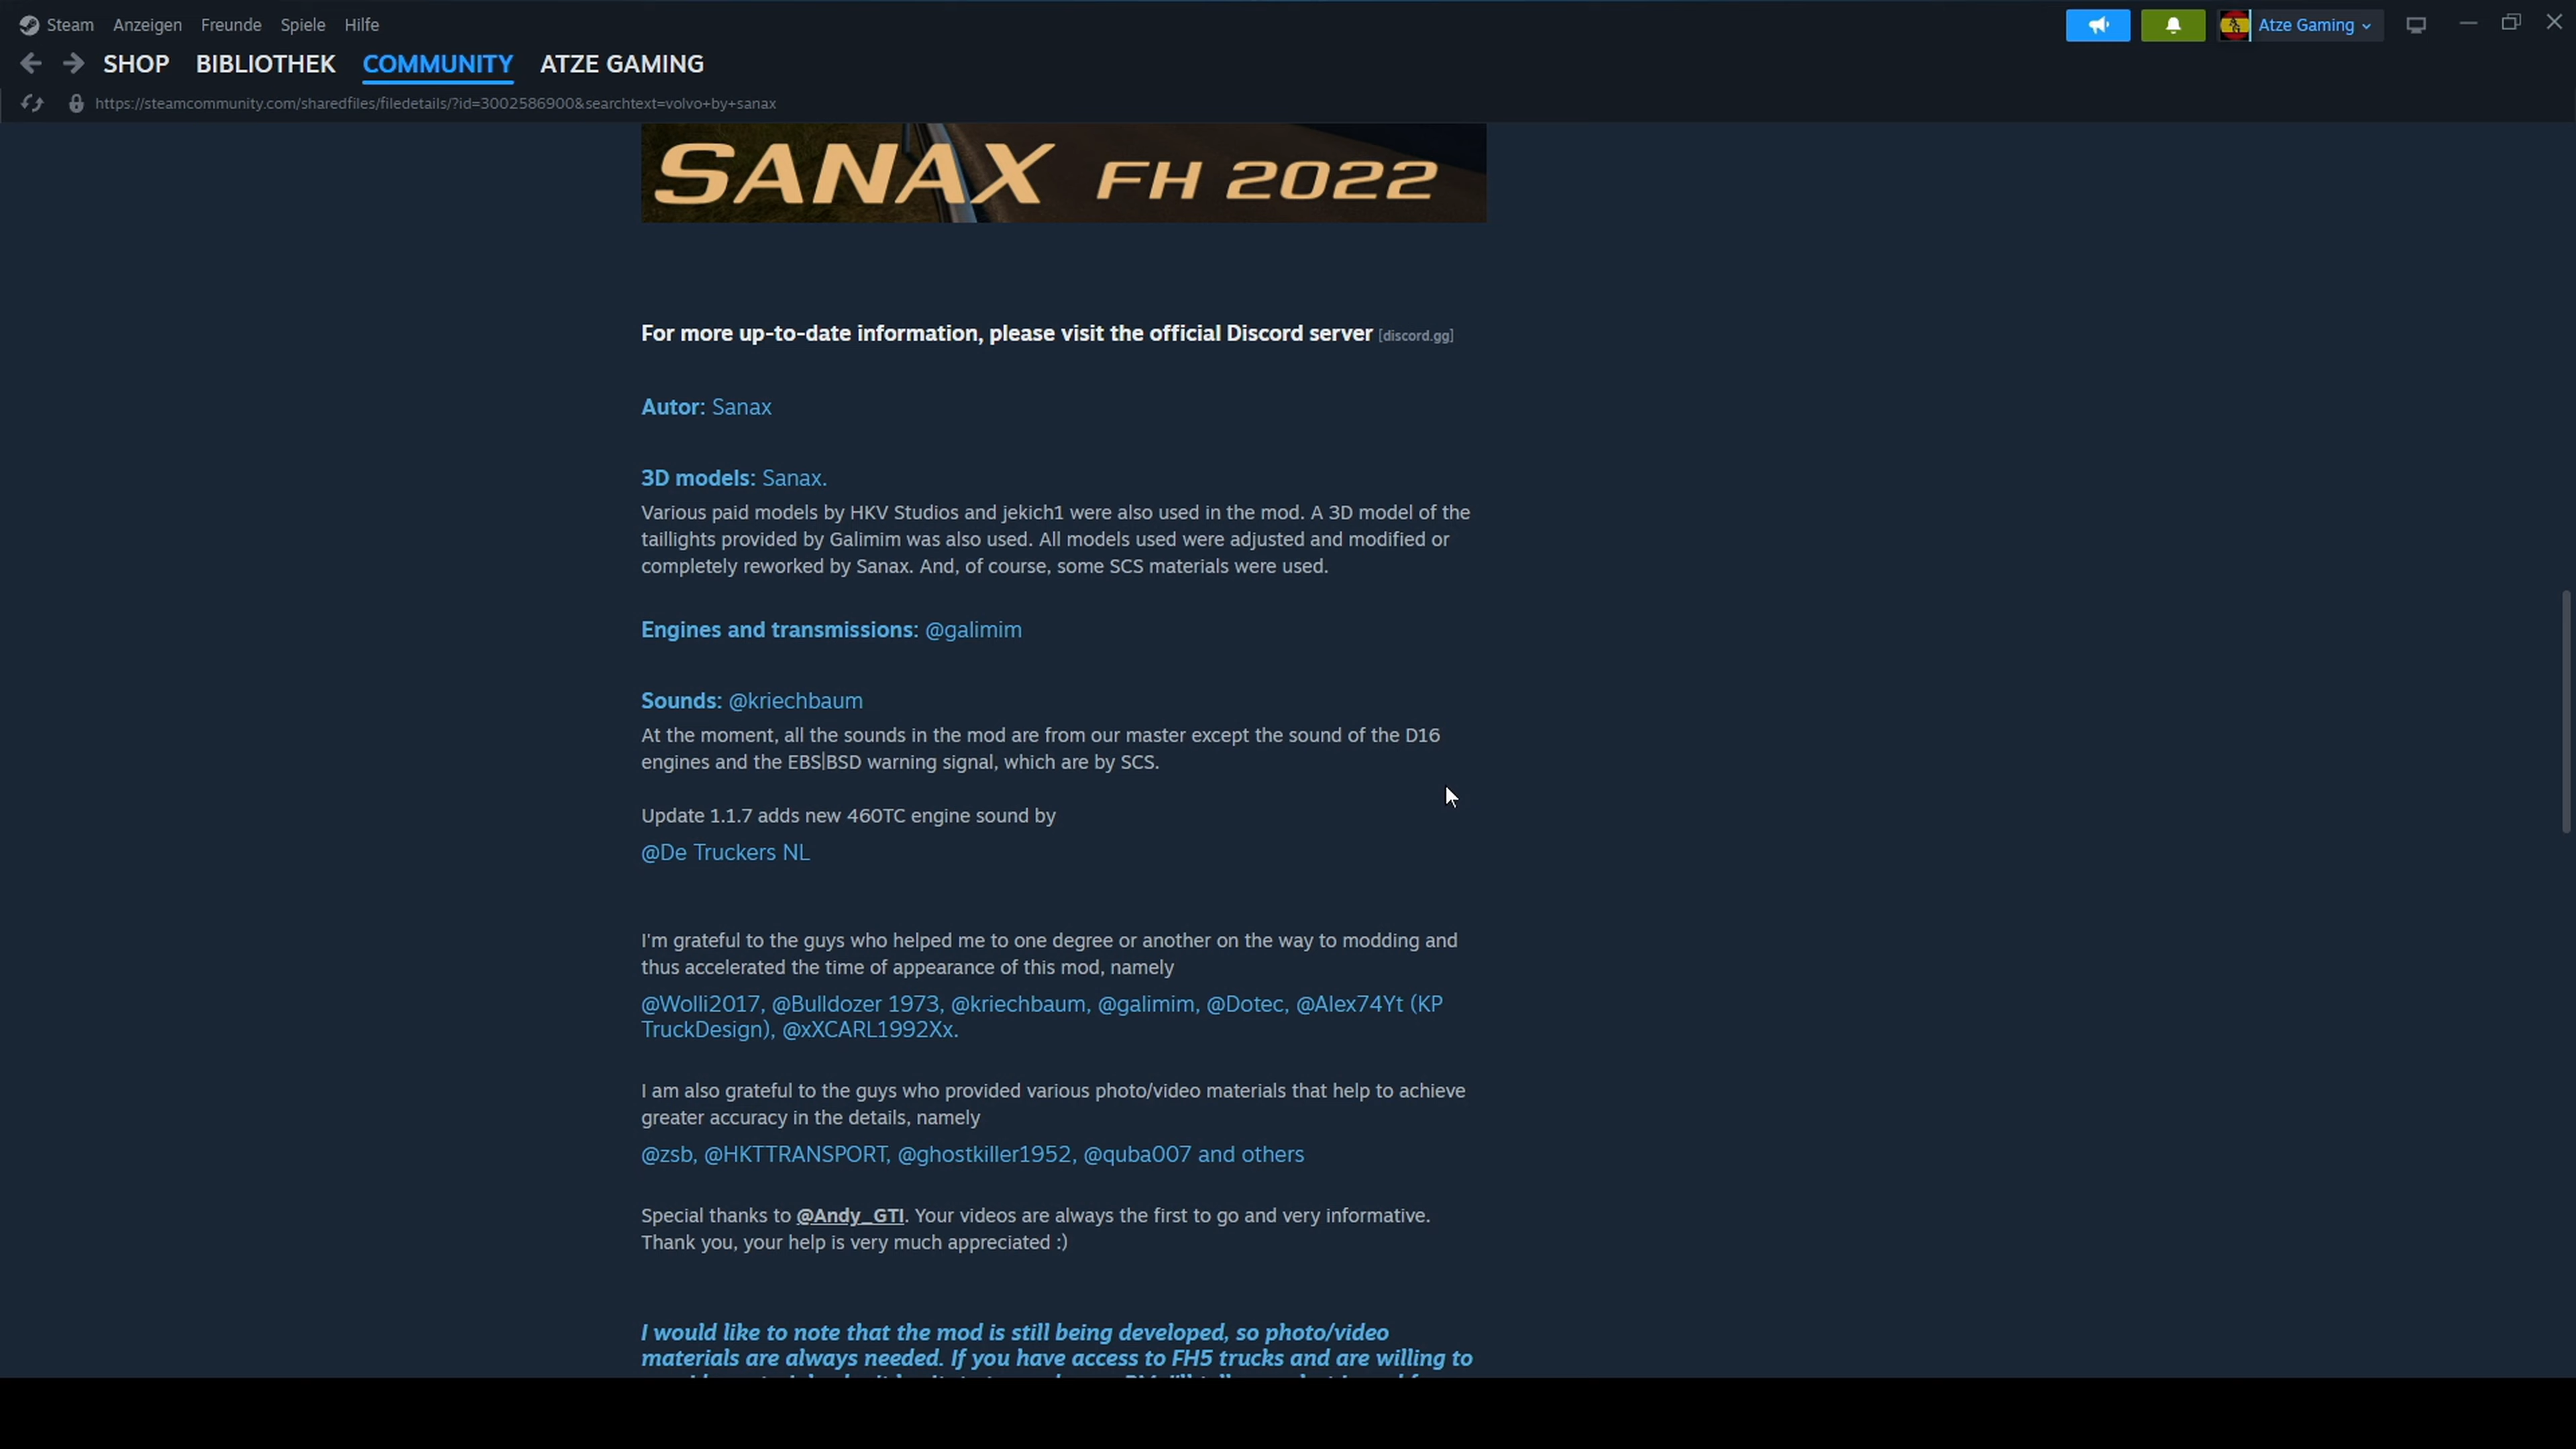 Steam Anzeigen Freunde Spiele Hilfe
Atze Gaming
SHOP BIBLIOTHEK COMMUNITY ATZE GAMING
https://steamcommunity.com/sharedfiles/filedetails/?id=3002586900&searchtext=volvo+by+sanax
SANAX FH 2022
For more up-to-date information, please visit the official Discord server [discord.gg]
Autor: Sanax
3D models: Sanax.
Various paid models by HKV Studios and jekich1 were also used in the mod. A 3D model of the
taillights provided by Galimim was also used. All models used were adjusted and modified or
completely reworked by Sanax. And, of course, some SCS materials were used.
Engines and transmissions: @galimim
Sounds: @kriechbaum
At the moment, all the sounds in the mod are from our master except the sound of the D16
engines and the EBS|BSD warning signal, which are by SCS.
Update 1.1.7 adds new 460TC engine sound by
@De Truckers NL
I'm grateful to the guys who helped me to one degree or another on the way to modding and
thus accelerated the time of appearance of this mod, namely
@Wolli2017, @Bulldozer 1973, @kriechbaum, @galimim, @Dotec, @Alex74Yt (KP
TruckDesign), @xXCARL1992Xx.
I am also grateful to the guys who provided various photo/video materials that help to achieve
greater accuracy in the details, namely
@zsb, @HKTTRANSPORT, @ghostkiller1952, @quba007 and others
Special thanks to @Andy_GTI. Your videos are always the first to go and very informative.
Thank you, your help is very much appreciated :)
I would like to note that the mod is still being developed, so photo/video
materials are always needed. If you have access to FH5 trucks and are willing to